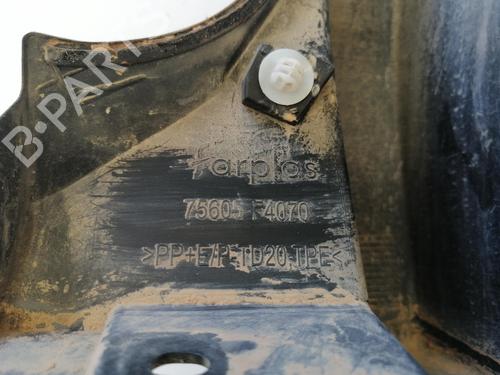 B-PARTS
Farplas
75605 F4070
>PP+E/P-TD20-TPE<